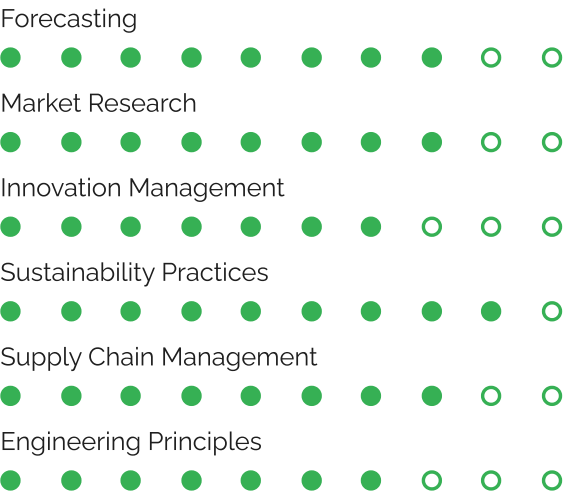 Forecasting
Market Research
Innovation Management
Sustainability Practices
Supply Chain Management
Engineering Principles